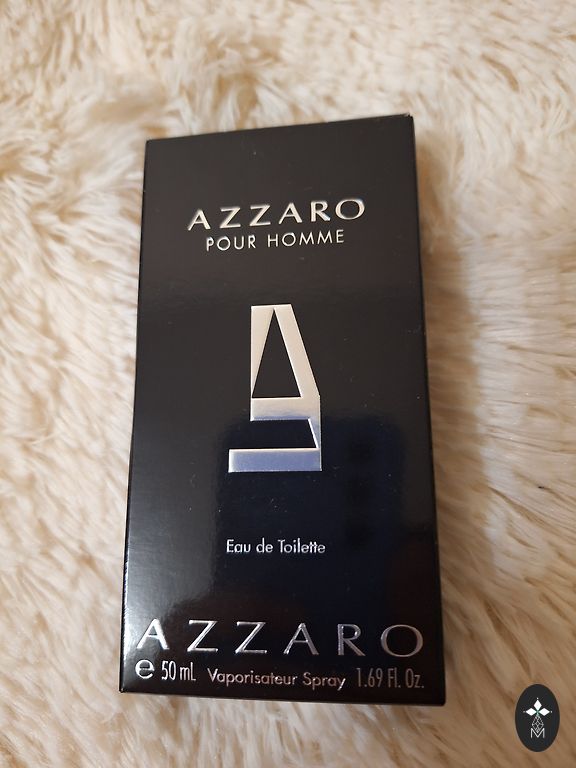 AZZARO
POUR HOMME
Eau de Toilette
AZZARO
e 50 mL Vaporisateur Spray 1.69 Fl. Oz.
M